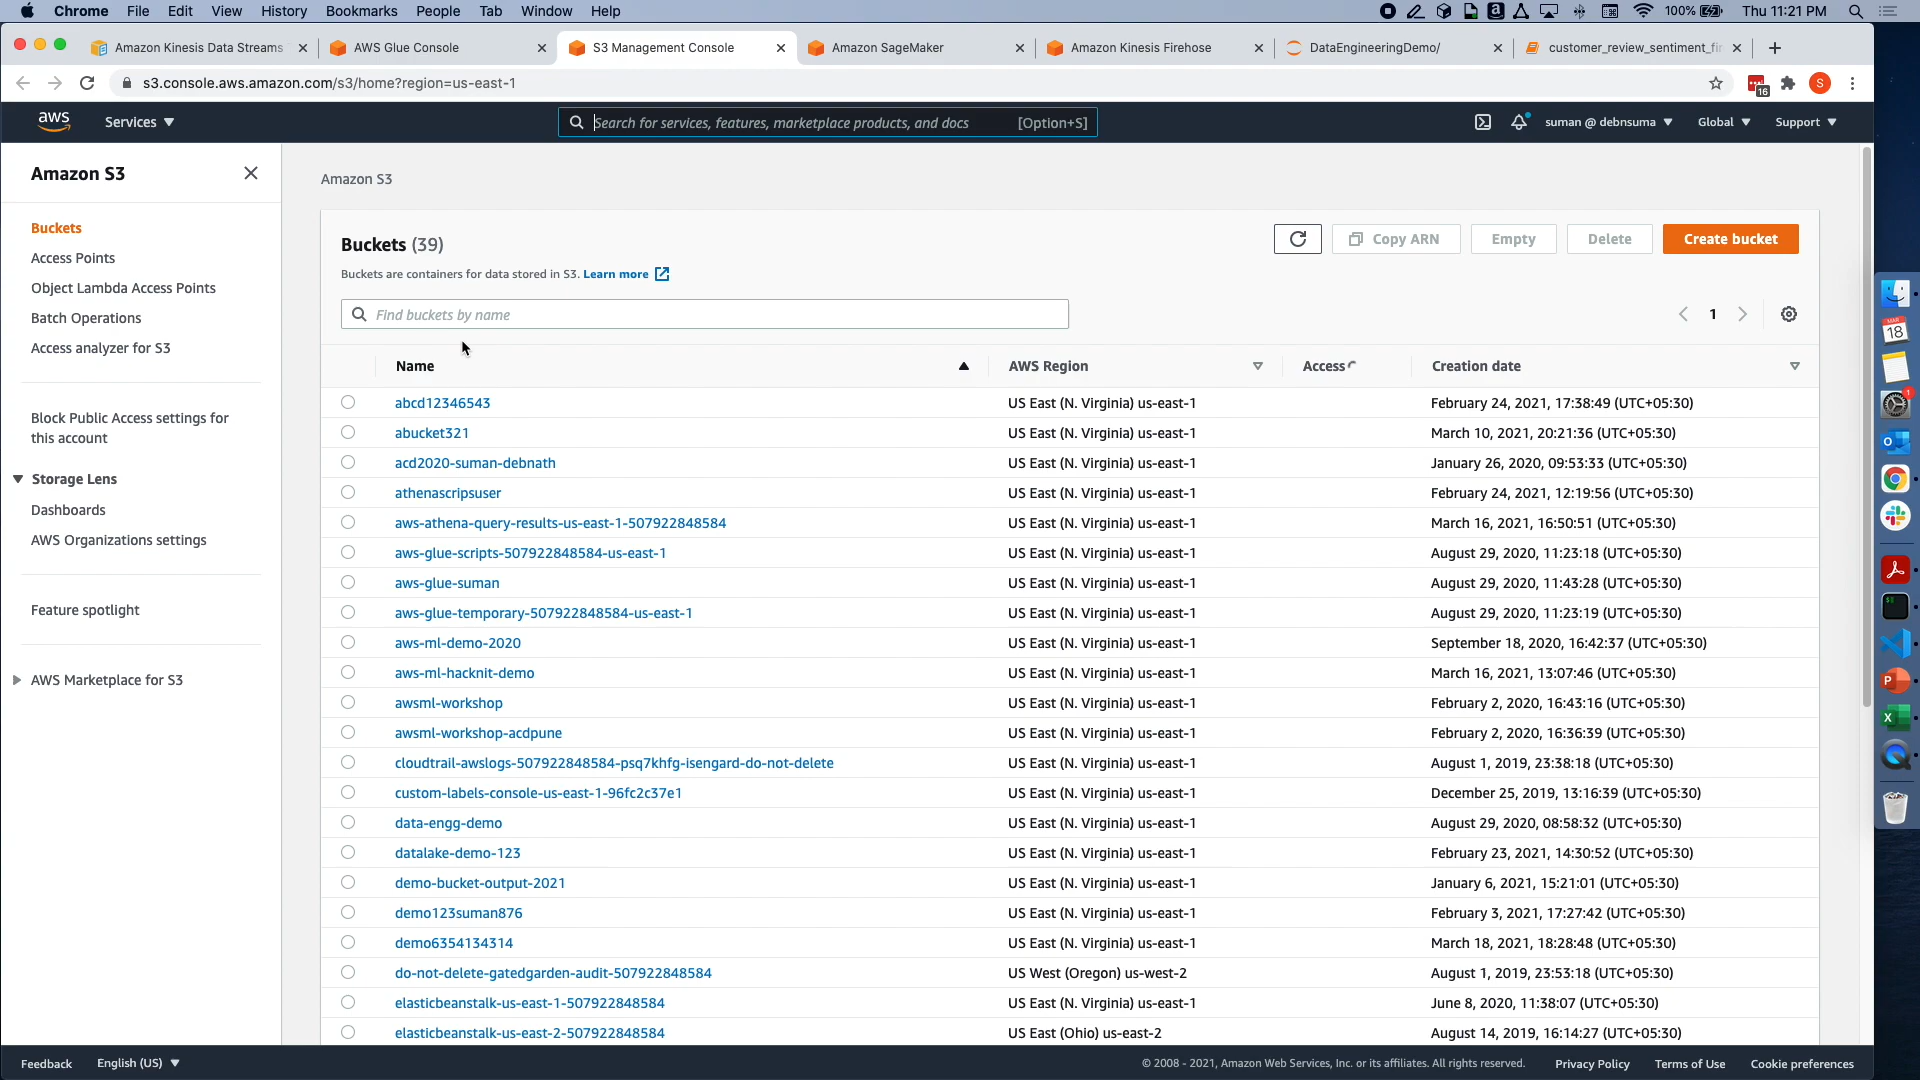 Chrome File Edit View History Bookmarks People Tab Window Help 100% Thu 11:21 PM
Amazon Kinesis Data Streams AWS Glue Console S3 Management Console Amazon SageMaker Amazon Kinesis Firehose DataEngineeringDemo/ customer_review_sentiment_fi
s3.console.aws.amazon.com/s3/home?region=us-east-1 16 S
aws Services Search for services, features, marketplace products, and docs [Option+S] suman @ debnsuma Global Support
Amazon S3
Buckets
Access Points
Object Lambda Access Points
Batch Operations
Access analyzer for S3
Block Public Access settings for
this account
Storage Lens
Dashboards
AWS Organizations settings
Feature spotlight
AWS Marketplace for S3
Amazon S3
Buckets (39) Copy ARN Empty Delete Create bucket
Buckets are containers for data stored in S3. Learn more
Find buckets by name 1
Name AWS Region Access Creation date
abcd12346543 US East (N. Virginia) us-east-1 February 24, 2021, 17:38:49 (UTC+05:30)
abucket321 US East (N. Virginia) us-east-1 March 10, 2021, 20:21:36 (UTC+05:30)
acd2020-suman-debnath US East (N. Virginia) us-east-1 January 26, 2020, 09:53:33 (UTC+05:30)
athenascripsuser US East (N. Virginia) us-east-1 February 24, 2021, 12:19:56 (UTC+05:30)
aws-athena-query-results-us-east-1-507922848584 US East (N. Virginia) us-east-1 March 16, 2021, 16:50:51 (UTC+05:30)
aws-glue-scripts-507922848584-us-east-1 US East (N. Virginia) us-east-1 August 29, 2020, 11:23:18 (UTC+05:30)
aws-glue-suman US East (N. Virginia) us-east-1 August 29, 2020, 11:43:28 (UTC+05:30)
aws-glue-temporary-507922848584-us-east-1 US East (N. Virginia) us-east-1 August 29, 2020, 11:23:19 (UTC+05:30)
aws-ml-demo-2020 US East (N. Virginia) us-east-1 September 18, 2020, 16:42:37 (UTC+05:30)
aws-ml-hacknit-demo US East (N. Virginia) us-east-1 March 16, 2021, 13:07:46 (UTC+05:30)
awsml-workshop US East (N. Virginia) us-east-1 February 2, 2020, 16:43:16 (UTC+05:30)
awsml-workshop-acdpune US East (N. Virginia) us-east-1 February 2, 2020, 16:36:39 (UTC+05:30)
cloudtrail-awslogs-507922848584-psq7khfg-isengard-do-not-delete US East (N. Virginia) us-east-1 August 1, 2019, 23:38:18 (UTC+05:30)
custom-labels-console-us-east-1-96fc2c37e1 US East (N. Virginia) us-east-1 December 25, 2019, 13:16:39 (UTC+05:30)
data-engg-demo US East (N. Virginia) us-east-1 August 29, 2020, 08:58:32 (UTC+05:30)
datalake-demo-123 US East (N. Virginia) us-east-1 February 23, 2021, 14:30:52 (UTC+05:30)
demo-bucket-output-2021 US East (N. Virginia) us-east-1 January 6, 2021, 15:21:01 (UTC+05:30)
demo123suman876 US East (N. Virginia) us-east-1 February 3, 2021, 17:27:42 (UTC+05:30)
demo6354134314 US East (N. Virginia) us-east-1 March 18, 2021, 18:28:48 (UTC+05:30)
do-not-delete-gatedgarden-audit-507922848584 US West (Oregon) us-west-2 August 1, 2019, 23:53:18 (UTC+05:30)
elasticbeanstalk-us-east-1-507922848584 US East (N. Virginia) us-east-1 June 8, 2020, 11:38:07 (UTC+05:30)
elasticbeanstalk-us-east-2-507922848584 US East (Ohio) us-east-2 August 14, 2019, 16:14:27 (UTC+05:30)
MAR
18
1
Feedback English (US) © 2008 - 2021, Amazon Web Services, Inc. or its affiliates. All rights reserved. Privacy Policy Terms of Use Cookie preferences